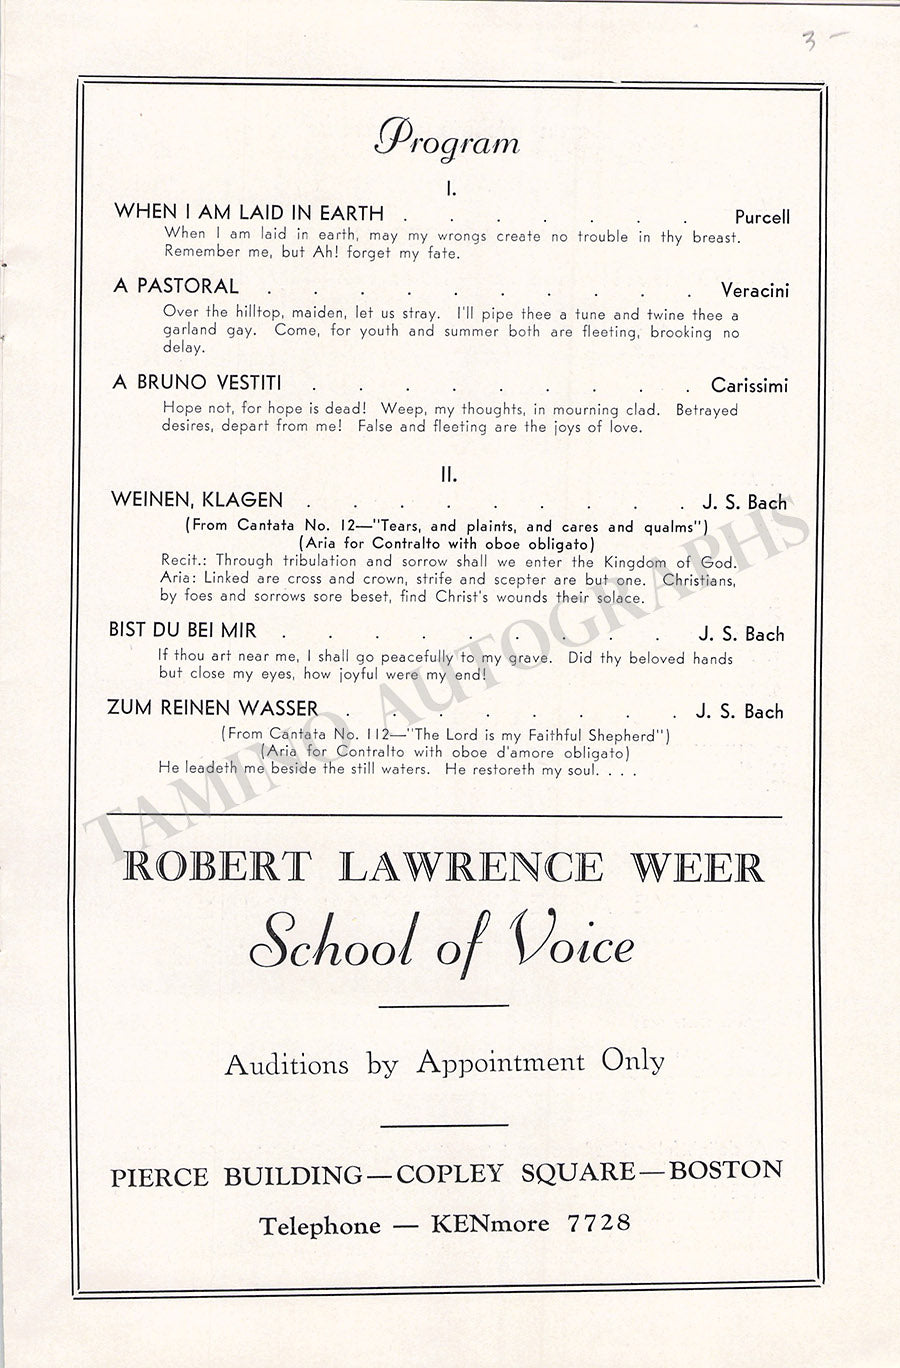 3 –
Program
I.
WHEN I AM LAID IN EARTH . . . . . . . Purcell
When I am laid in earth, may my wrongs create no trouble in thy breast.
Remember me, but Ah! forget my fate.
A PASTORAL . . . . . . . . . . Veracini
Over the hilltop, maiden, let us stray. I'll pipe thee a tune and twine thee a
garland gay. Come, for youth and summer both are fleeting, brooking no
delay.
A BRUNO VESTITI . . . . . . . . . Carissimi
Hope not, for hope is dead! Weep, my thoughts, in mourning clad. Betrayed
desires, depart from me! False and fleeting are the joys of love.
II.
WEINEN, KLAGEN . . . . . . . . . J. S. Bach
(From Cantata No. 12—"Tears, and plaints, and cares and qualms")
(Aria for Contralto with oboe obligato)
Recit.: Through tribulation and sorrow shall we enter the Kingdom of God.
Aria: Linked are cross and crown, strife and scepter are but one. Christians,
by foes and sorrows sore beset, find Christ's wounds their solace.
BIST DU BEI MIR . . . . . . . . . J. S. Bach
If thou art near me, I shall go peacefully to my grave. Did thy beloved hands
but close my eyes, how joyful were my end!
ZUM REINEN WASSER . . . . . . . . J. S. Bach
(From Cantata No. 112—"The Lord is my Faithful Shepherd")
(Aria for Contralto with oboe d'amore obligato)
He leadeth me beside the still waters. He restoreth my soul. . . .
TAMINO AUTOGRAPHS
ROBERT LAWRENCE WEER
School of Voice
Auditions by Appointment Only
PIERCE BUILDING—COPLEY SQUARE—BOSTON
Telephone — KENmore 7728